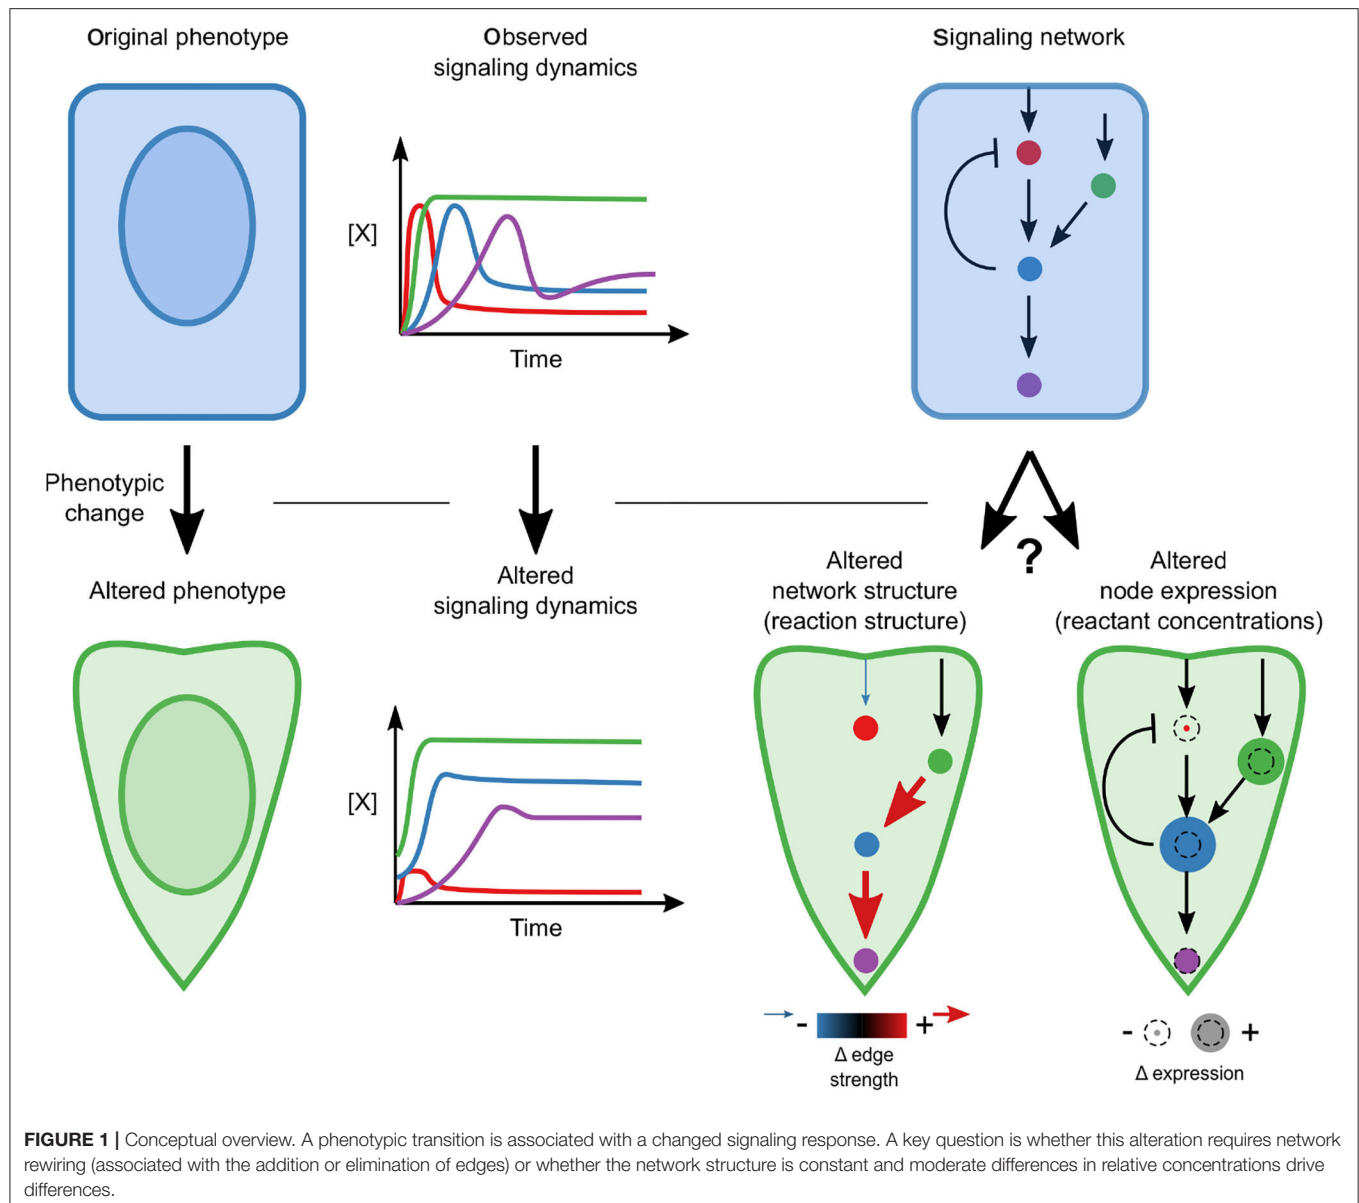 Original phenotype
Observed
signaling dynamics
Signaling network
[X]
Time
Phenotypic
change
?
Altered phenotype
Altered
signaling dynamics
Altered
network structure
(reaction structure)
Altered
node expression
(reactant concentrations)
[X]
Time
- +
Δ edge
strength
- +
Δ expression
FIGURE 1 | Conceptual overview. A phenotypic transition is associated with a changed signaling response. A key question is whether this alteration requires network
rewiring (associated with the addition or elimination of edges) or whether the network structure is constant and moderate differences in relative concentrations drive
differences.